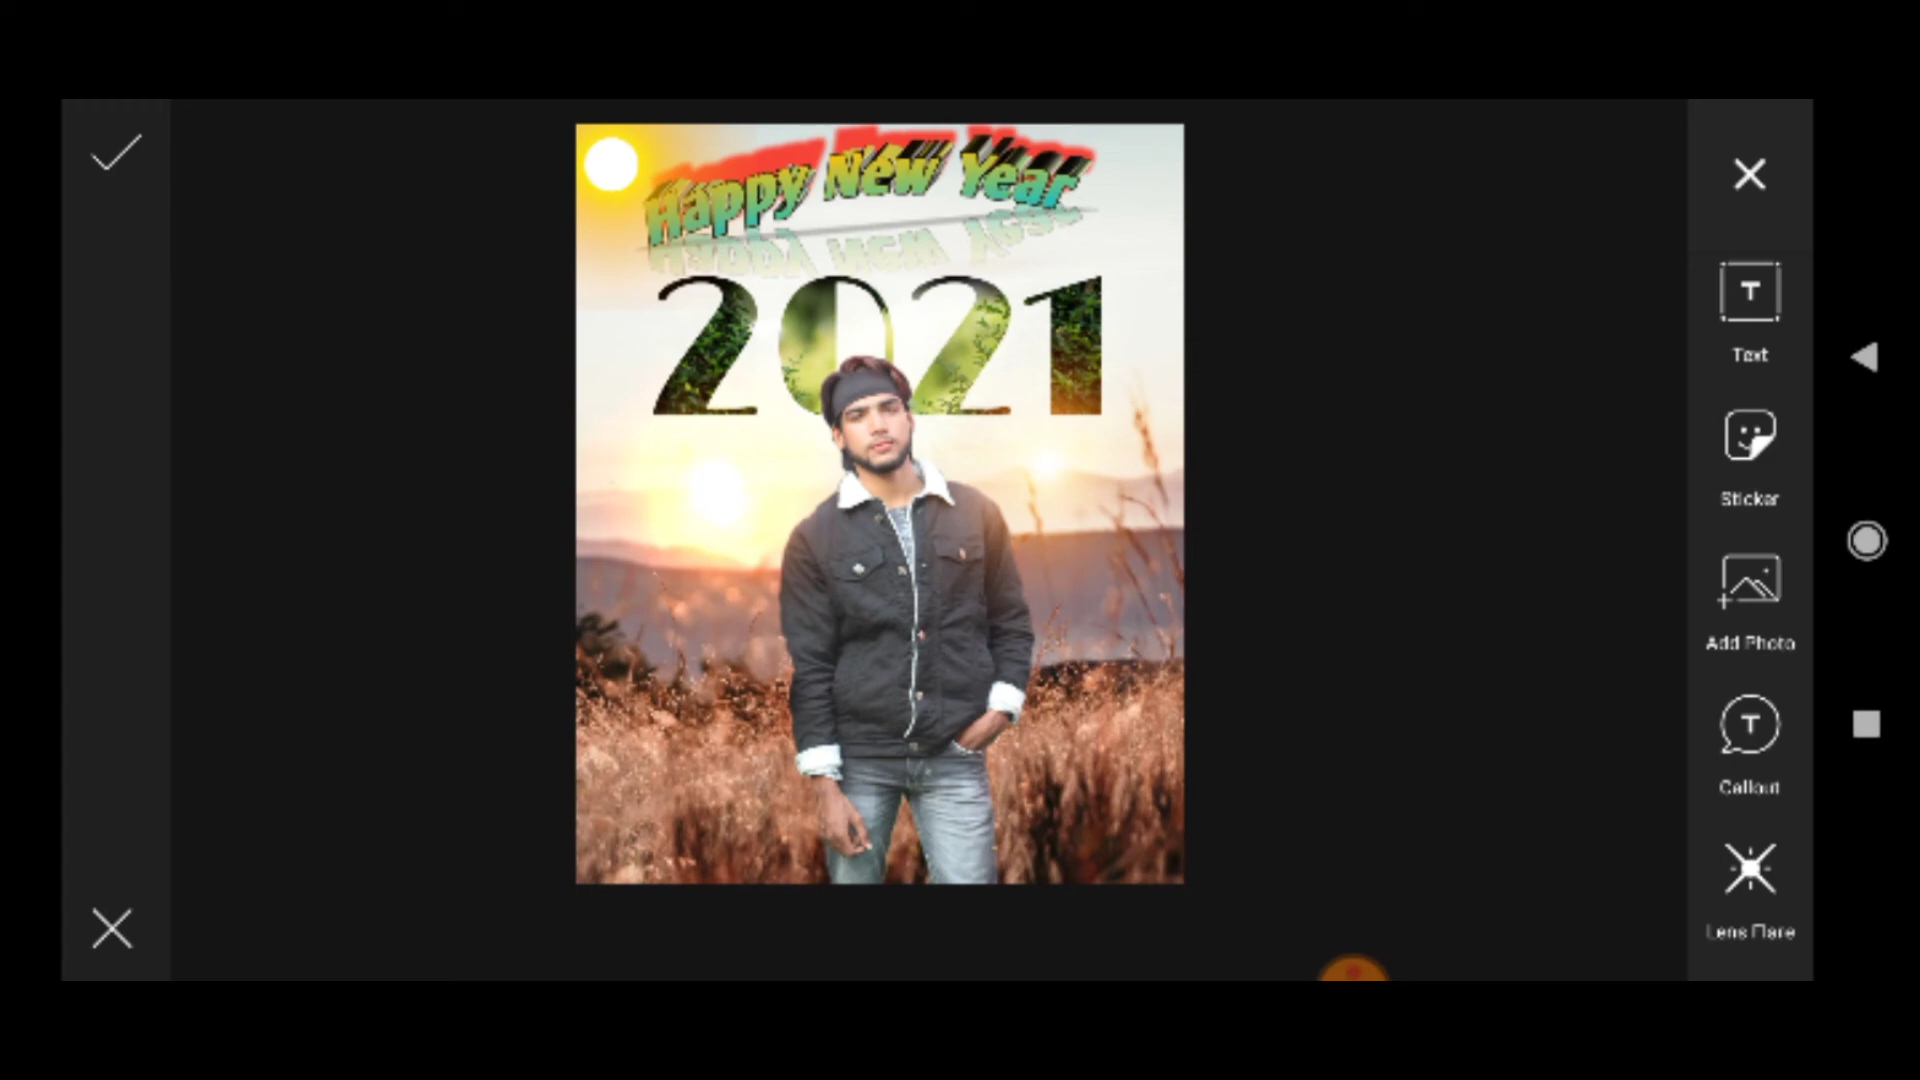 Happy New Year
2021
T
Text
Sticker
Add Photo
T
Callout
Lens Flare